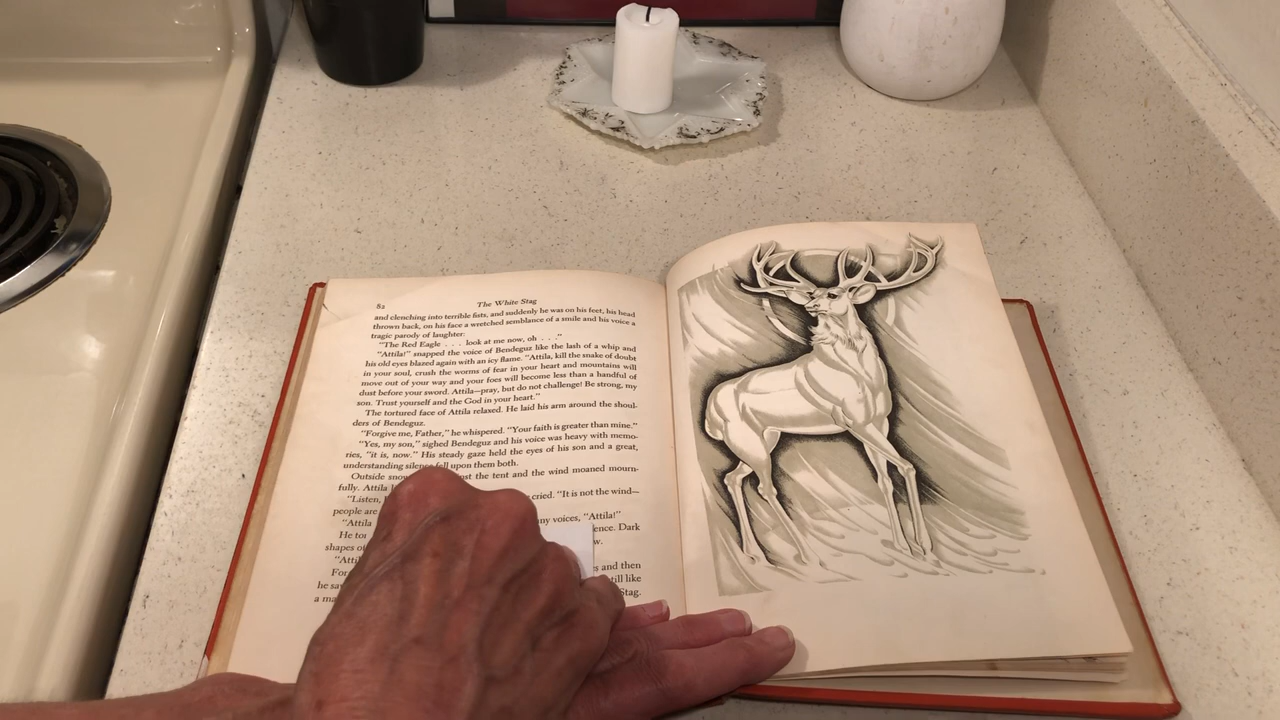 82 The White Stag
and clenching into terrible fists, and suddenly he was on his feet, his head
thrown back, on his face a wretched semblance of a smile and his voice a
tragic parody of laughter:
"The Red Eagle . . . look at me now, oh . . ."
"Attila!" snapped the voice of Bendeguz like the lash of a whip and
his old eyes blazed again with an icy flame. "Attila, kill the snake of doubt
in your soul, crush the worms of fear in your heart and mountains will
move out of your way and your foes will become less than a handful of
dust before your sword. Attila—pray, but do not challenge! Be strong, my
son. Trust yourself and the God in your heart."
The tortured face of Attila relaxed. He laid his arm around the shoul-
ders of Bendeguz.
"Forgive me, Father," he whispered. "Your faith is greater than mine."
"Yes, my son," sighed Bendeguz and his voice was heavy with memo-
ries, "it is, now." His steady gaze held the eyes of his son and a great,
understanding silence fell upon them both.
Outside snow st the tent and the wind moaned mourn-
fully. Attila
"Listen, cried. "It is not the wind—
people are
"Attila ny voices, "Attila!"
He ence. Dark
shapes of w.
"Atti
For s and then
he sa till like
a ma Stag.